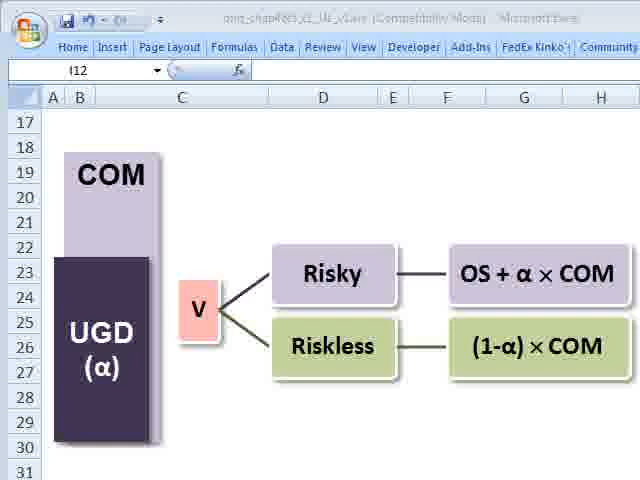 Microsoft Excel
Home Insert Page Layout Formulas Data Review View Developer Add-Ins FedEx Kinko's Community
I12 fx
A B C D E F G H
17
18
19
20
21
22
23
24
25
26
27
28
29
30
31
COM
UGD
(α)
V
Risky
OS + α × COM
Riskless
(1-α) × COM